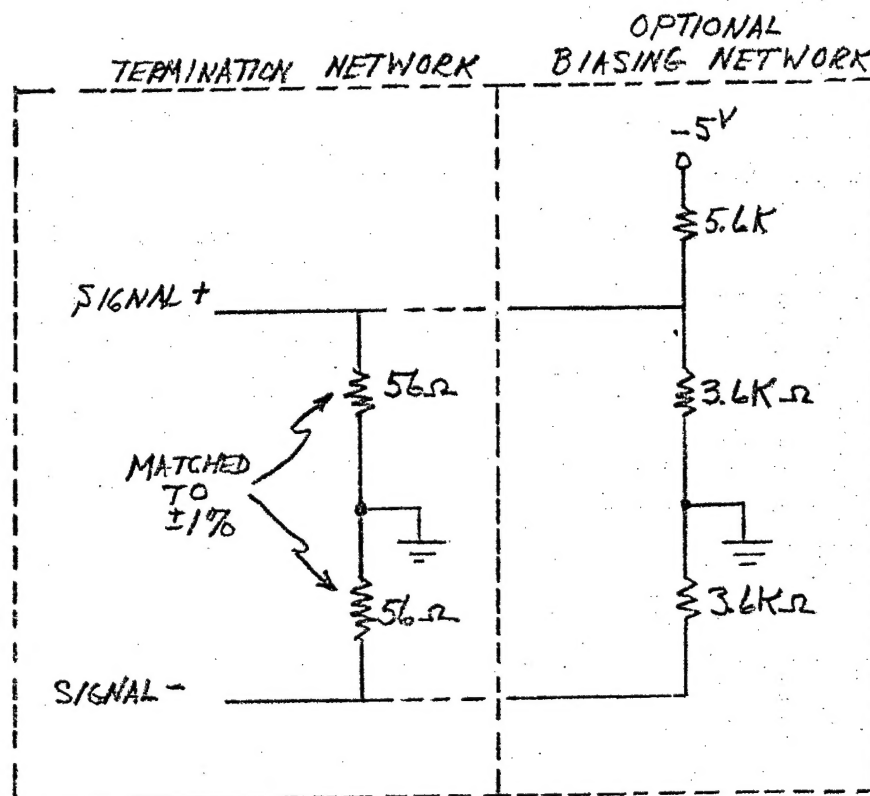 TERMINATION NETWORK
OPTIONAL
BIASING NETWORK
-5V
5.6K
SIGNAL+
56Ω
3.6KΩ
MATCHED
TO
±1%
56Ω
3.6KΩ
SIGNAL-